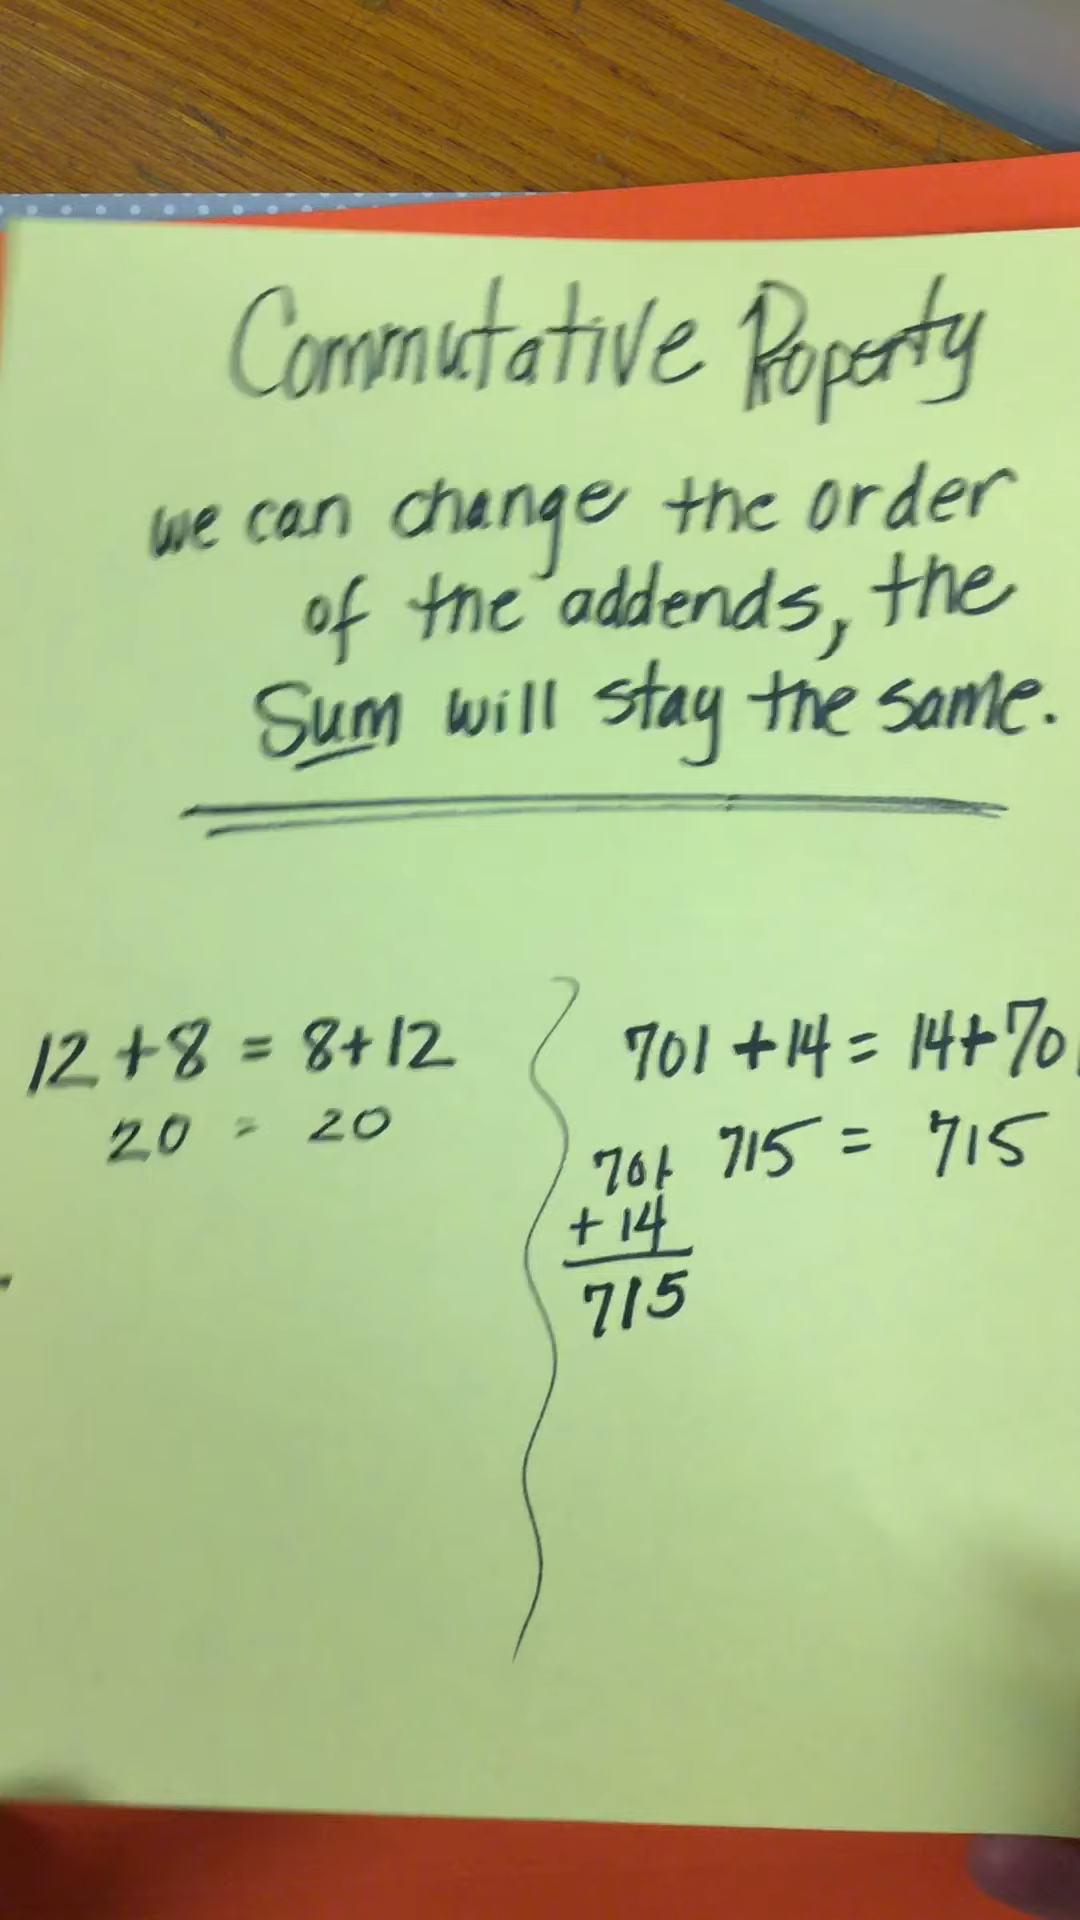 Commutative Property
we can change the order
of the addends, the
Sum will stay the same.
12 + 8 = 8 + 12
20 = 20
701 + 14 = 14 + 701
715 = 715
701
+ 14
715